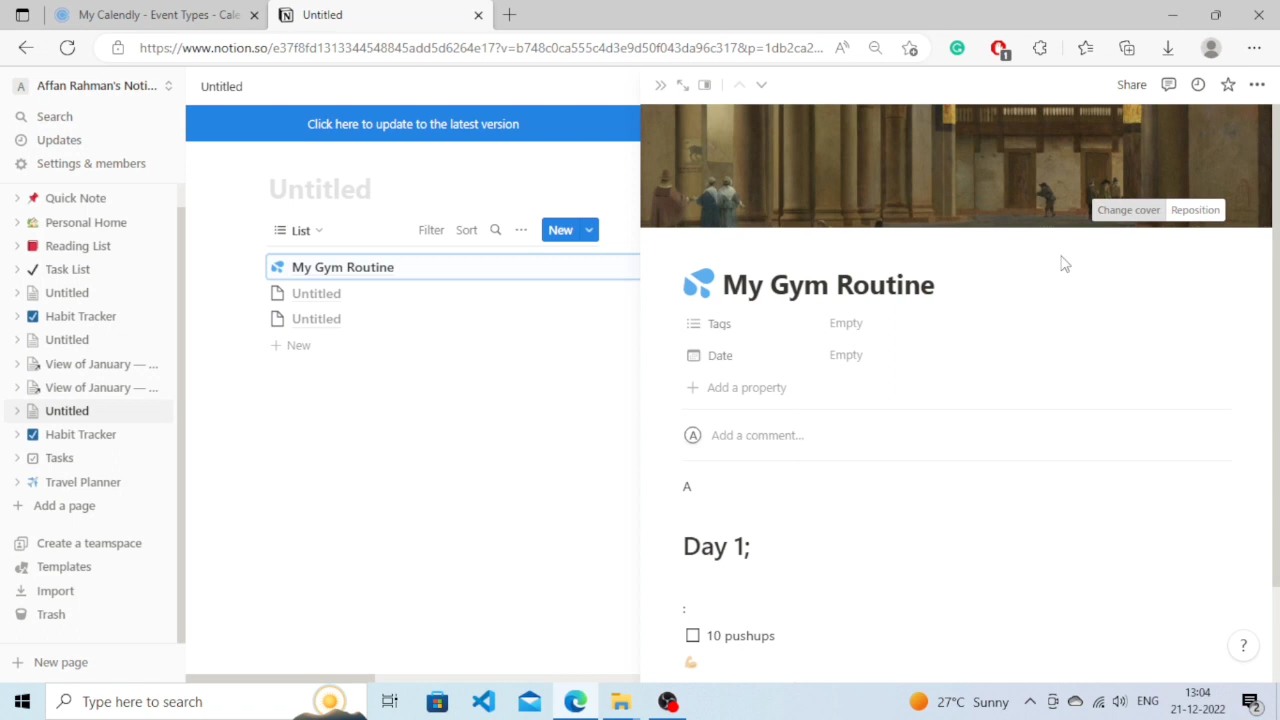 My Calendly - Event Types - Cale
Untitled
https://www.notion.so/e37f8fd1313344548845add5d6264e17?v=b748c0ca555c4d3e9d50f043da96c317&p=1db2ca2...
1
A Affan Rahman's Noti...
Search
Updates
Settings & members
Quick Note
Personal Home
Reading List
Task List
Untitled
Habit Tracker
Untitled
View of January — ...
View of January — ...
Untitled
Habit Tracker
Tasks
Travel Planner
Add a page
Create a teamspace
Templates
Import
Trash
New page
Untitled
Click here to update to the latest version
Untitled
List Filter Sort New
My Gym Routine
Untitled
Untitled
New
Share
Change cover Reposition
My Gym Routine
Tags Empty
Date Empty
Add a property
A Add a comment...
A
Day 1;
:
10 pushups
?
Type here to search
27°C Sunny
ENG
13:04
21-12-2022
2